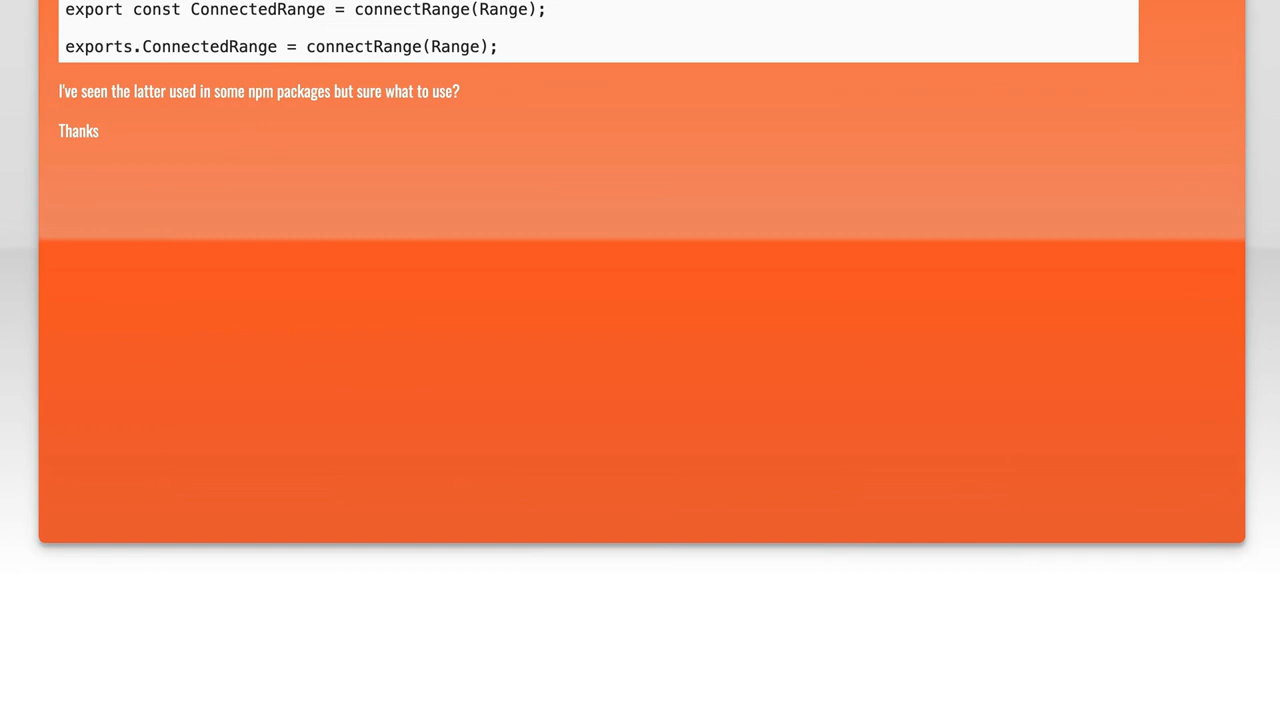 export const ConnectedRange = connectRange(Range);
exports.ConnectedRange = connectRange(Range);
I've seen the latter used in some npm packages but sure what to use?
Thanks